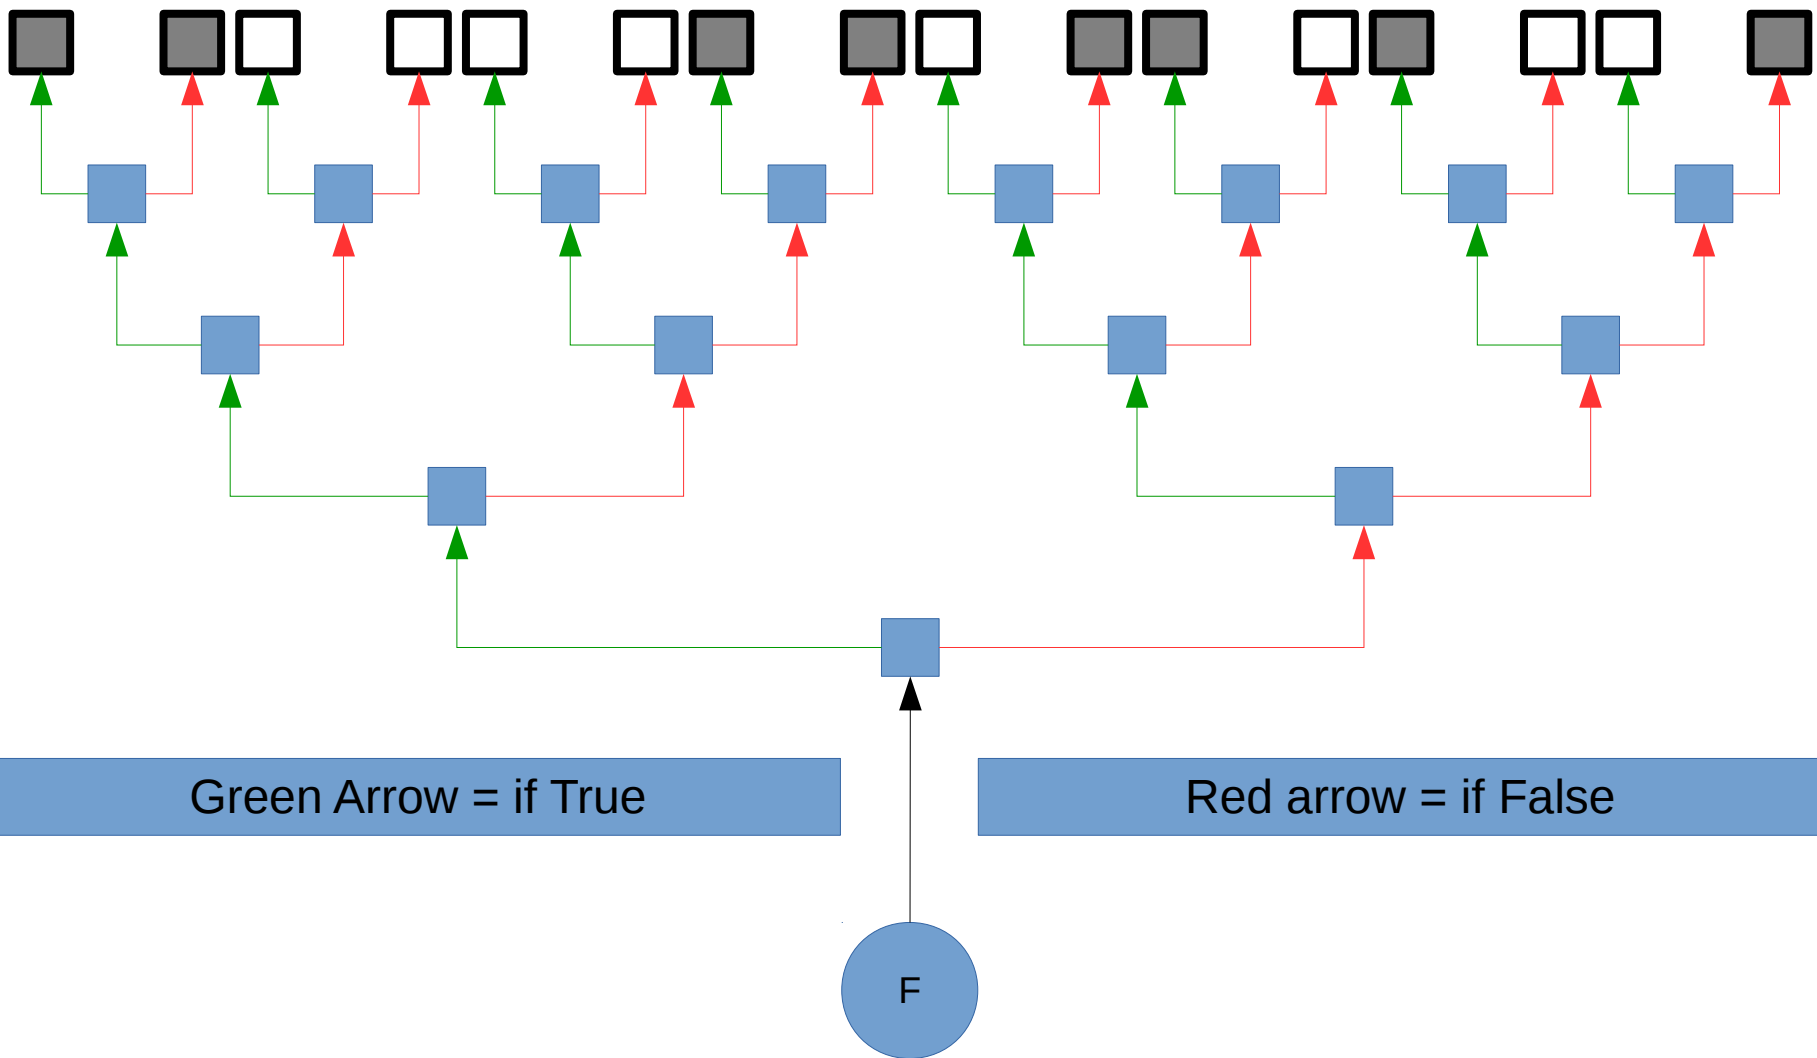 Green Arrow = if True
Red arrow = if False
F